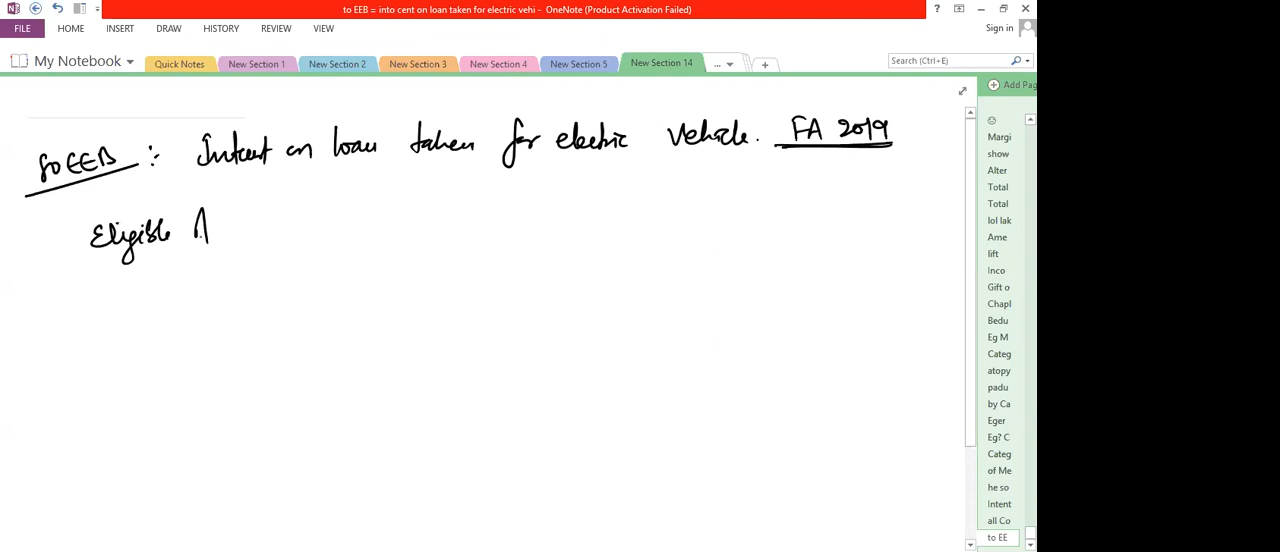 to EEB = into cent on loan taken for electric vehi - OneNote (Product Activation Failed)
FILE HOME INSERT DRAW HISTORY REVIEW VIEW
Sign in
My Notebook
Quick Notes New Section 1 New Section 2 New Section 3 New Section 4 New Section 5 New Section 14 ...
Search (Ctrl+E)
Add Pag
80EEB : Interest on loan taken for electric vehicle. FA 2019
Eligible A
Margi
show
Alter
Total
Total
lol lak
Ame
lift
Inco
Gift o
Chapl
Bedu
Eg M
Categ
atopy
padu
by Ca
Eger
Eg? C
Categ
of Me
he so
Intent
all Co
to EE